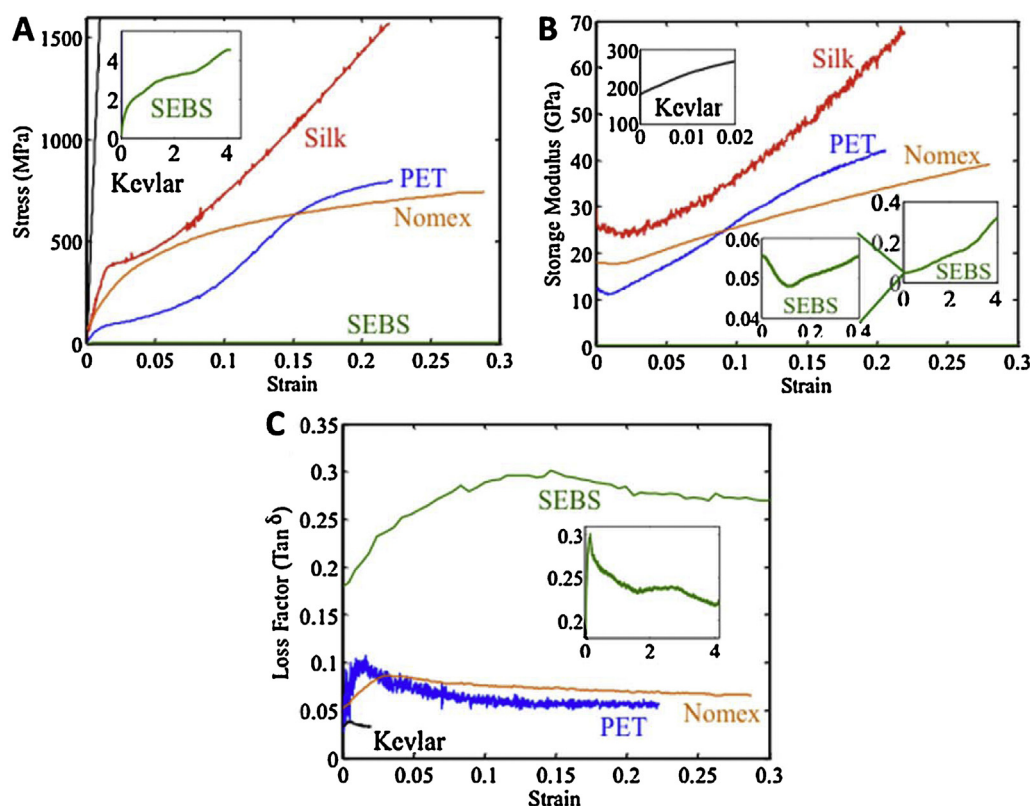 A
1500
1000
500
0
Stress (MPa)
4
2
0
SEBS
0 2 4
Kevlar
Silk
PET
Nomex
SEBS
0 0.05 0.1 0.15 0.2 0.25 0.3
Strain
B
70
60
50
40
30
20
10
0
Storage Modulus (GPa)
300
200
100
Kevlar
0 0.01 0.02
Silk
PET
Nomex
0.06
0.05
0.04
SEBS
0 0.2 0.4
0.4
0.2
0
SEBS
0 2 4
0 0.05 0.1 0.15 0.2 0.25 0.3
Strain
C
0.35
0.3
0.25
0.2
0.15
0.1
0.05
0
Loss Factor (Tan δ)
SEBS
0.3
0.25
0.2
0 2 4
Nomex
PET
Kevlar
0 0.05 0.1 0.15 0.2 0.25 0.3
Strain